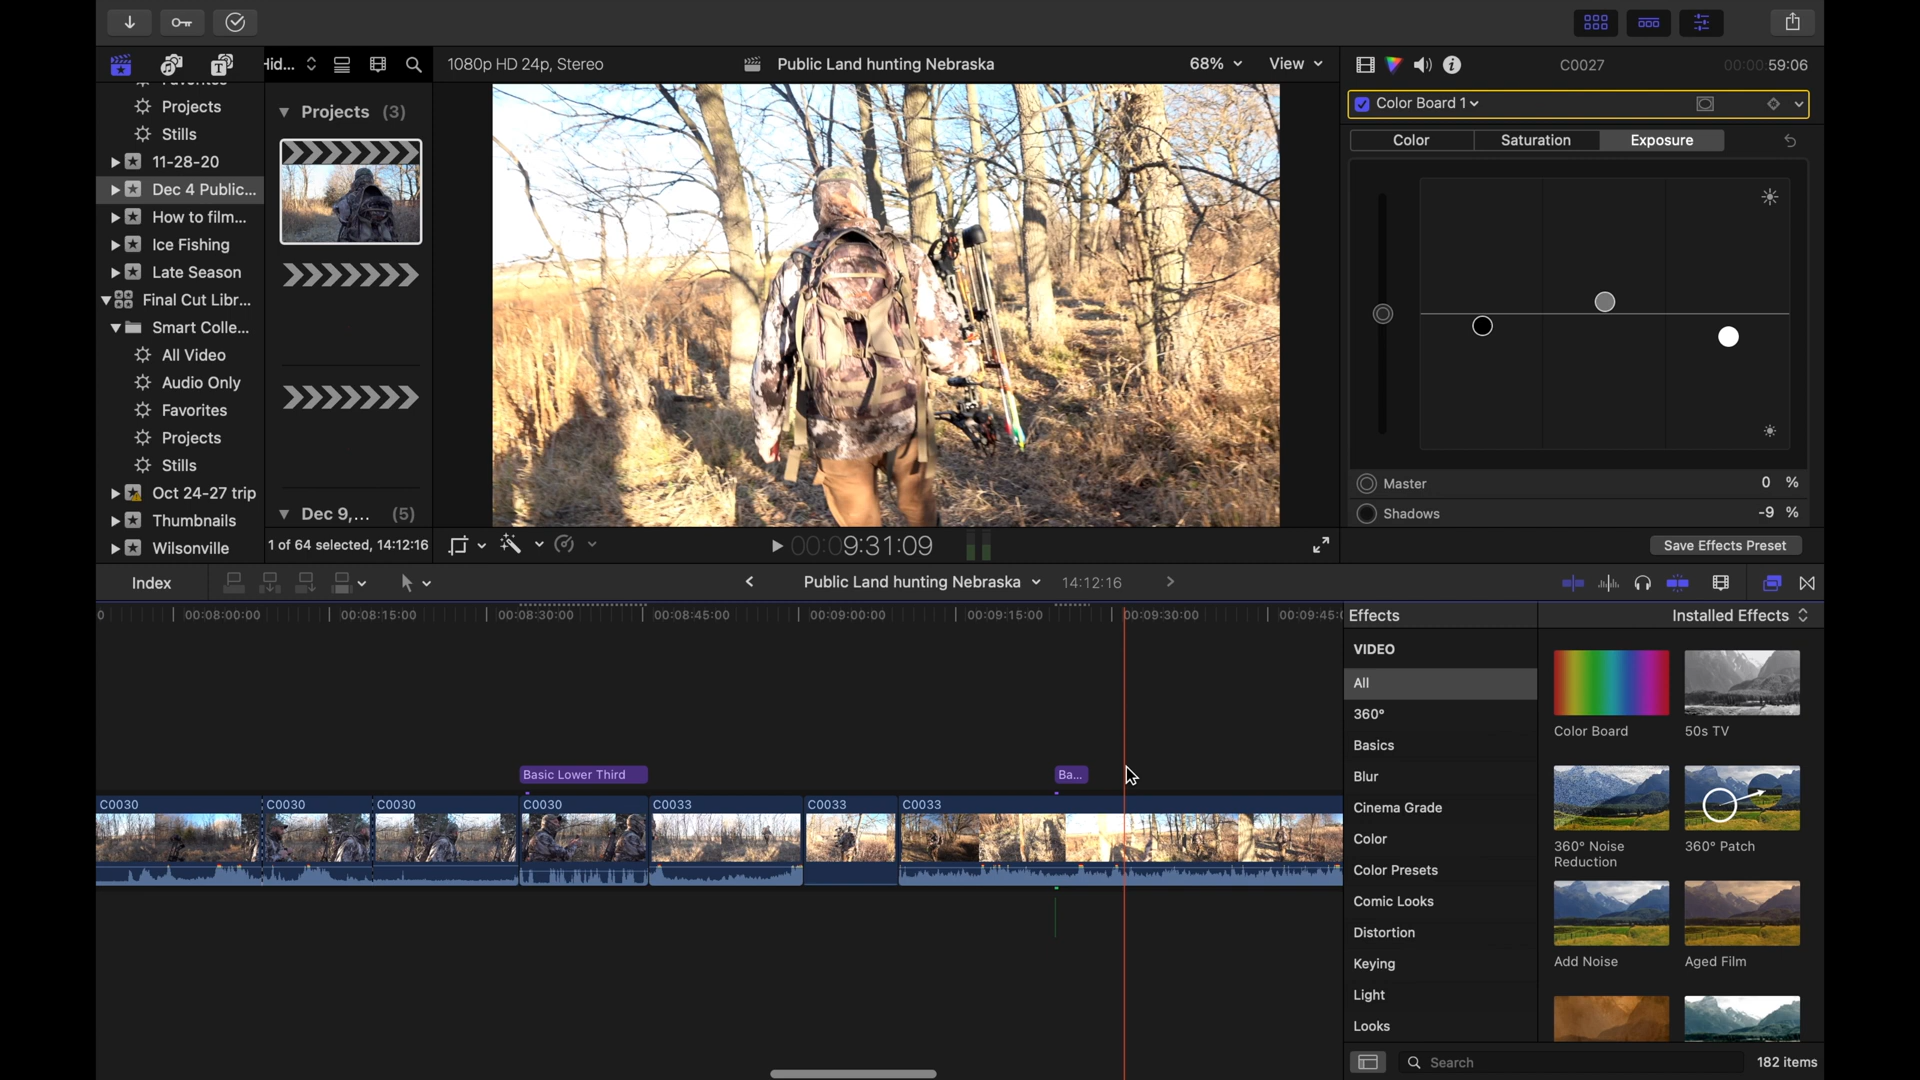 Hid...
1080p HD 24p, Stereo
Public Land hunting Nebraska
68%
View
C0027
00:00:59:06
Favorites
Projects
Stills
11-28-20
Dec 4 Public...
How to film...
Ice Fishing
Late Season
Final Cut Libr...
Smart Colle...
All Video
Audio Only
Favorites
Projects
Stills
Oct 24-27 trip
Thumbnails
Wilsonville
Projects (3)
Dec 9,... (5)
1 of 64 selected, 14:12:16
00:09:31:09
Color Board 1
Color
Saturation
Exposure
Master 0 %
Shadows -9 %
Save Effects Preset
Index
Public Land hunting Nebraska
14:12:16
00:08:00:00
00:08:15:00
00:08:30:00
00:08:45:00
00:09:00:00
00:09:15:00
00:09:30:00
00:09:45:0
Basic Lower Third
Ba...
C0030
C0030
C0030
C0030
C0033
C0033
C0033
Effects
Installed Effects
VIDEO
All
360°
Basics
Blur
Cinema Grade
Color
Color Presets
Comic Looks
Distortion
Keying
Light
Looks
Color Board
50s TV
360° Noise
Reduction
360° Patch
Add Noise
Aged Film
Search
182 items